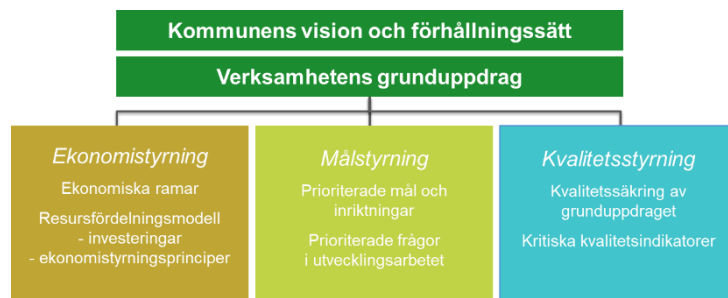 Kommunens vision och förhållningssätt
Verksamhetens grunduppdrag
Ekonomistyrning
Ekonomiska ramar
Resursfördelningsmodell
- investeringar
- ekonomistyrningsprinciper
Målstyrning
Prioriterade mål och
inriktningar
Prioriterade frågor
i utvecklingsarbetet
Kvalitetsstyrning
Kvalitetssäkring av
grunduppdraget
Kritiska kvalitetsindikatorer